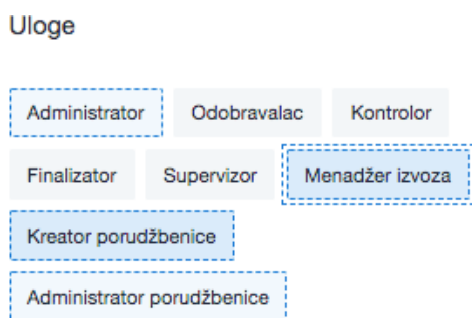 Uloge
Administrator Odobravalac Kontrolor
Finalizator Supervizor Menadžer izvoza
Kreator porudžbenice
Administrator porudžbenice